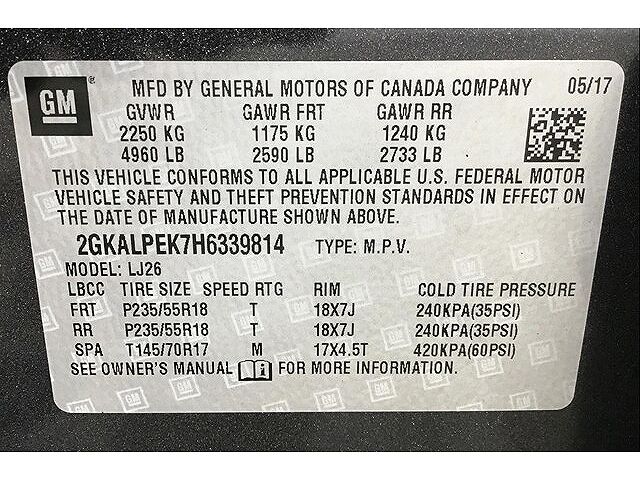 GM
®
MFD BY GENERAL MOTORS OF CANADA COMPANY 05/17
GVWR GAWR FRT GAWR RR
2250 KG 1175 KG 1240 KG
4960 LB 2590 LB 2733 LB
THIS VEHICLE CONFORMS TO ALL APPLICABLE U.S. FEDERAL MOTOR
VEHICLE SAFETY AND THEFT PREVENTION STANDARDS IN EFFECT ON
THE DATE OF MANUFACTURE SHOWN ABOVE.
2GKALPEK7H6339814 TYPE: M.P.V.
MODEL: LJ26
LBCC TIRE SIZE SPEED RTG RIM COLD TIRE PRESSURE
FRT P235/55R18 T 18X7J 240KPA(35PSI)
RR P235/55R18 T 18X7J 240KPA(35PSI)
SPA T145/70R17 M 17X4.5T 420KPA(60PSI)
SEE OWNER'S MANUAL FOR MORE INFORMATION.